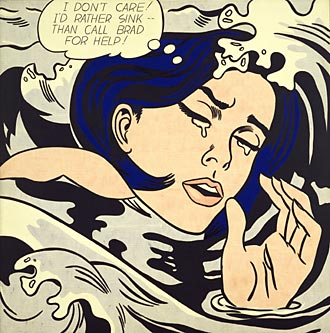 I DON'T CARE!
I'D RATHER SINK --
THAN CALL BRAD
FOR HELP!